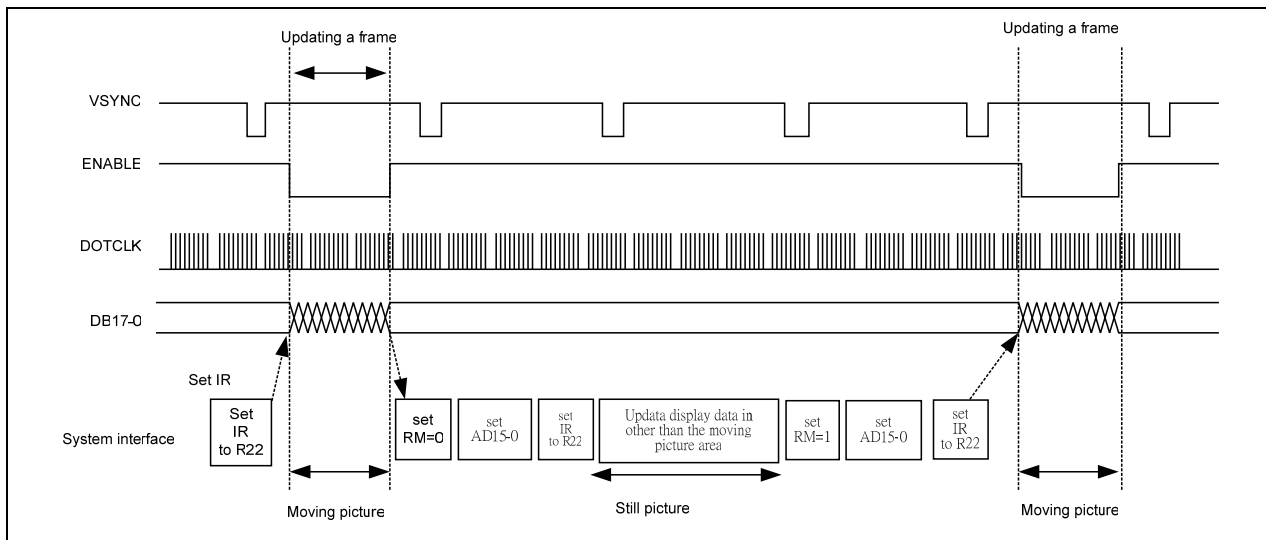 Updating a frame
Updating a frame
VSYNC
ENABLE
DOTCLK
DB17-0
Set IR
Set
IR
to R22
set
RM=0
set
AD15-0
set
IR
to R22
Updata display data in
other than the moving
picture area
set
RM=1
set
AD15-0
set
IR
to R22
System interface
Moving picture
Still picture
Moving picture